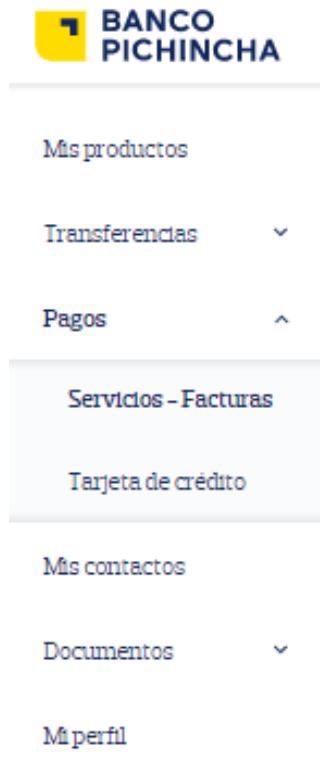 BANCO
PICHINCHA
Mis productos
Transferencias
Pagos
Servicios - Facturas
Tarjeta de crédito
Mis contactos
Documentos
Mi perfil